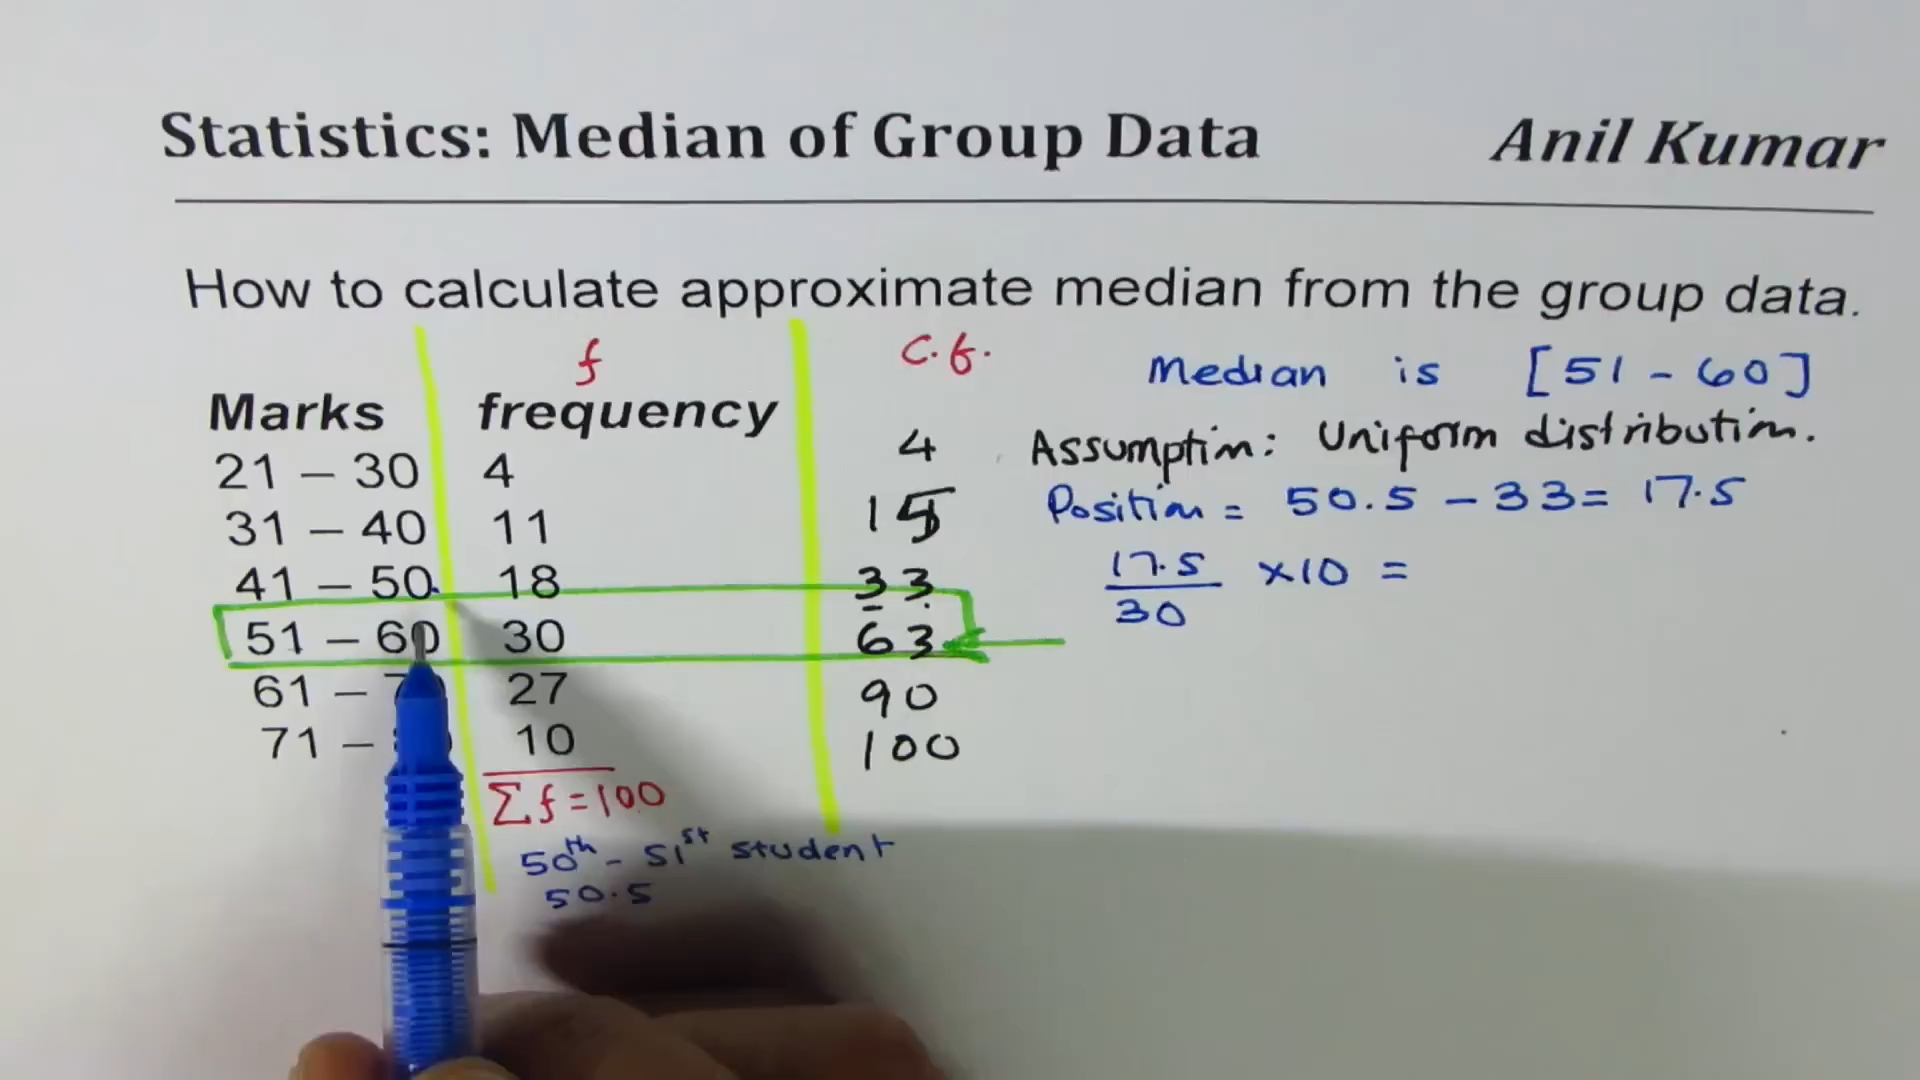 Statistics: Median of Group Data
Anil Kumar
How to calculate approximate median from the group data.
f
c.f.
Marks frequency
21 – 30 4 4
31 – 40 11 15
41 – 50 18 33
51 – 60 30 63
61 – 27 90
71 – 10 100
Σf = 100
50th - 51st student
50.5
Median is [51 - 60]
Assumption: Uniform distribution.
Position = 50.5 - 33 = 17.5
17.5
30
×10 =